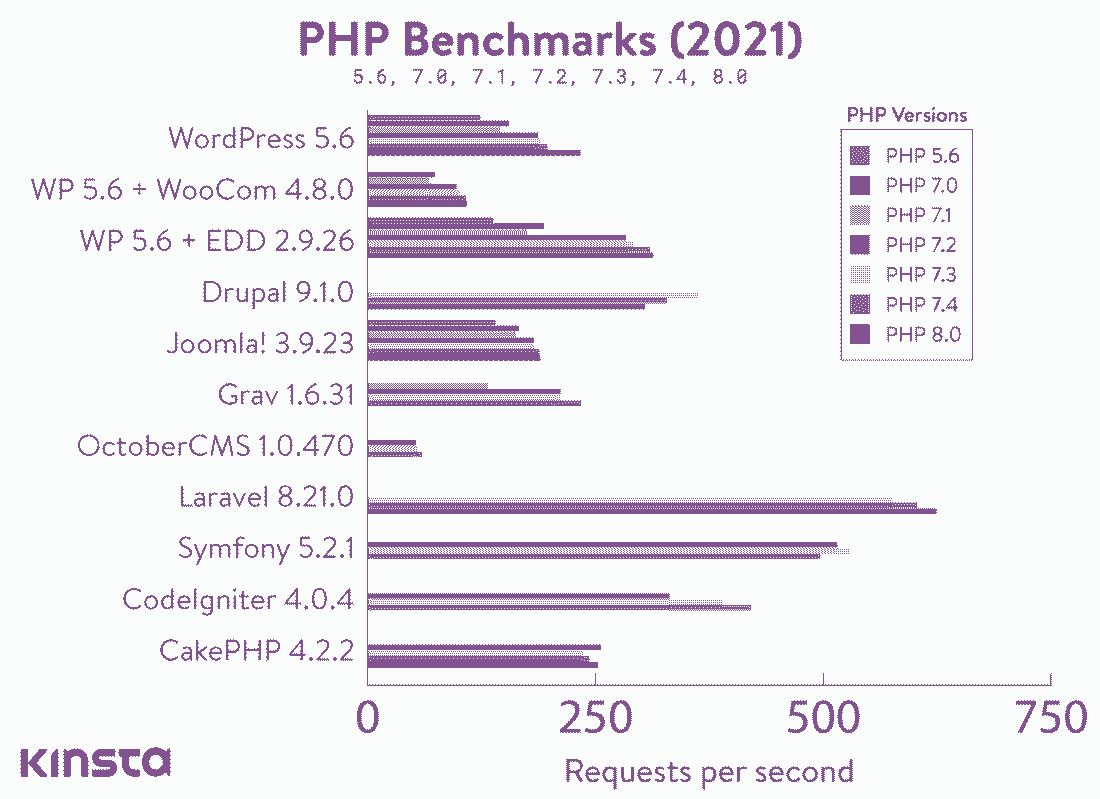 PHP Benchmarks (2021)
5.6, 7.0, 7.1, 7.2, 7.3, 7.4, 8.0
PHP Versions
PHP 5.6
PHP 7.0
PHP 7.1
PHP 7.2
PHP 7.3
PHP 7.4
PHP 8.0
WordPress 5.6
WP 5.6 + WooCom 4.8.0
WP 5.6 + EDD 2.9.26
Drupal 9.1.0
Joomla! 3.9.23
Grav 1.6.31
OctoberCMS 1.0.470
Laravel 8.21.0
Symfony 5.2.1
CodeIgniter 4.0.4
CakePHP 4.2.2
0 250 500 750
Requests per second
KINSTA